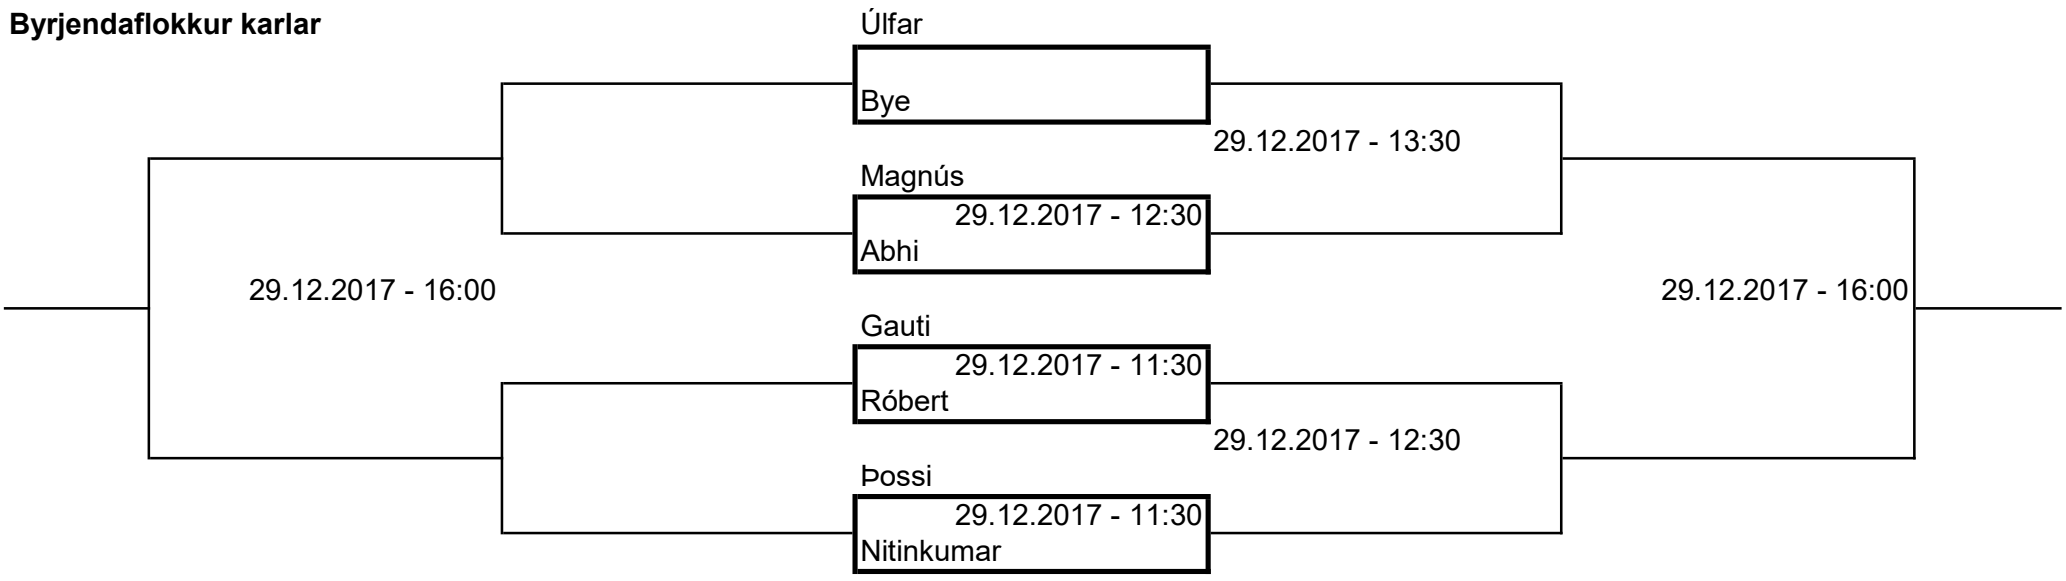 Byrjendaflokkur karlar
Úlfar
Bye
29.12.2017 - 13:30
Magnús
29.12.2017 - 12:30
Abhi
29.12.2017 - 16:00
29.12.2017 - 16:00
Gauti
29.12.2017 - 11:30
Róbert
29.12.2017 - 12:30
Þossi
29.12.2017 - 11:30
Nitinkumar